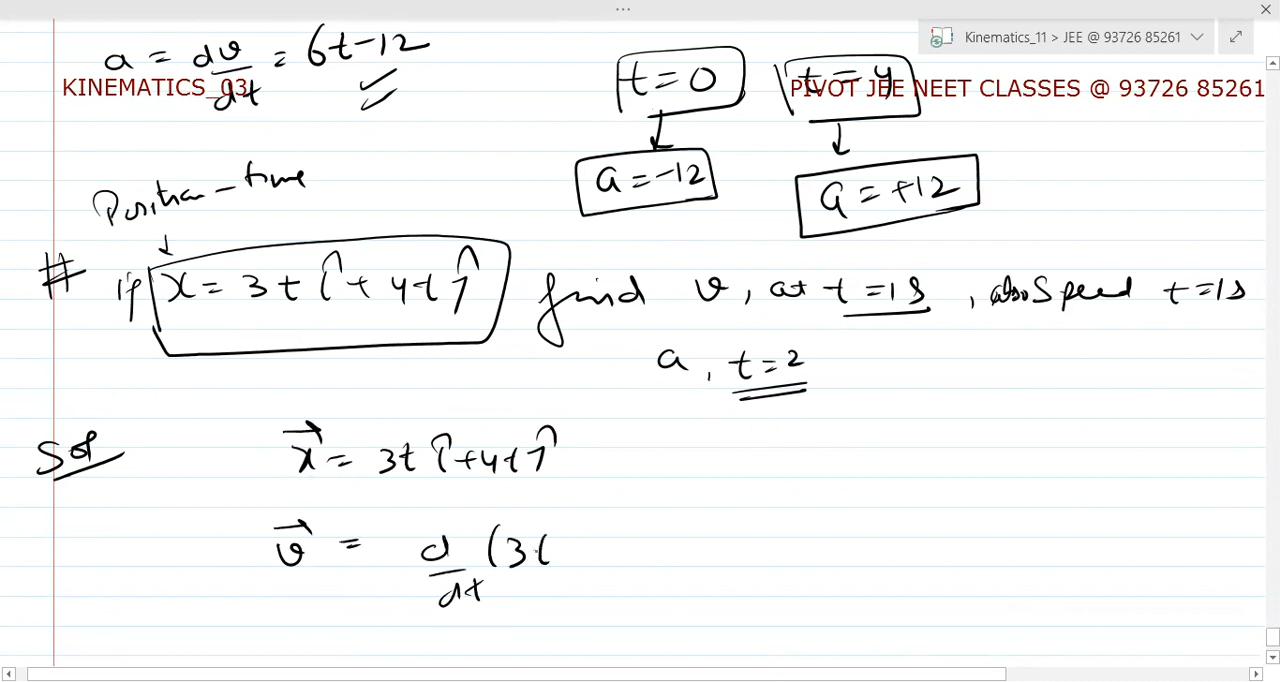 Kinematics_11 > JEE @ 93726 85261
a = dv/dt = 6t-12
KINEMATICS_03
t=0 t=4
PIVOT JEE NEET CLASSES @ 93726 85261
a=-12 a=+12
Position-time
# if x = 3t î + 4t ĵ find v, at t=1s, also Speed t=1s
a, t=2
Sol x⃗ = 3t î+4t ĵ
v⃗ = d/dt (3t